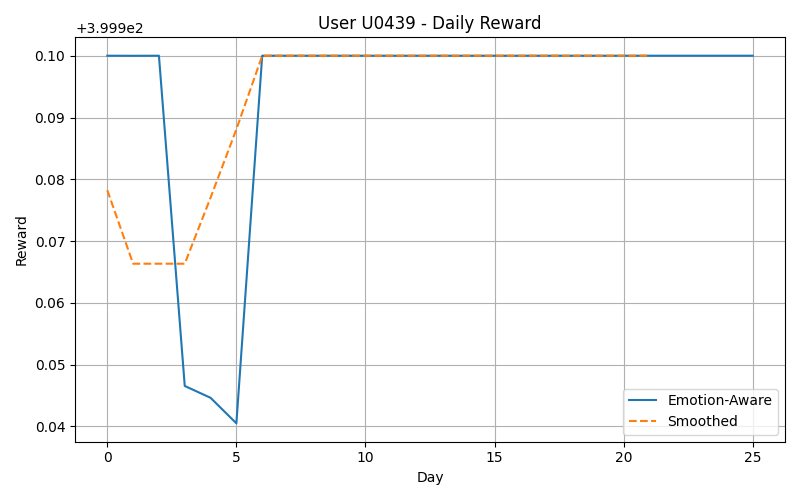 User U0439 - Daily Reward
+3.999e2
0.10
0.09
0.08
0.07
0.06
0.05
0.04
Reward
0 5 10 15 20 25
Day
Emotion-Aware
Smoothed